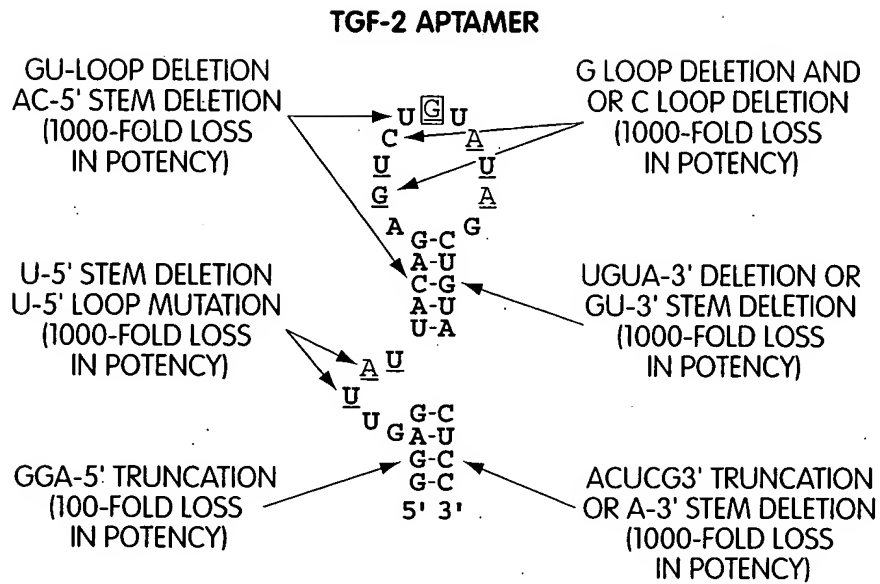 TGF-2 APTAMER
GU-LOOP DELETION
AC-5' STEM DELETION
(1000-FOLD LOSS
IN POTENCY)
G LOOP DELETION AND
OR C LOOP DELETION
(1000-FOLD LOSS
IN POTENCY)
U G U
C A
U U
G A
A G
G-C
A-U
C-G
A-U
U-A
U-5' STEM DELETION
U-5' LOOP MUTATION
(1000-FOLD LOSS
IN POTENCY)
UGUA-3' DELETION OR
GU-3' STEM DELETION
(1000-FOLD LOSS
IN POTENCY)
A U
U
U
G
G-C
A-U
G-C
G-C
5' 3'
GGA-5' TRUNCATION
(100-FOLD LOSS
IN POTENCY)
ACUCG3' TRUNCATION
OR A-3' STEM DELETION
(1000-FOLD LOSS
IN POTENCY)